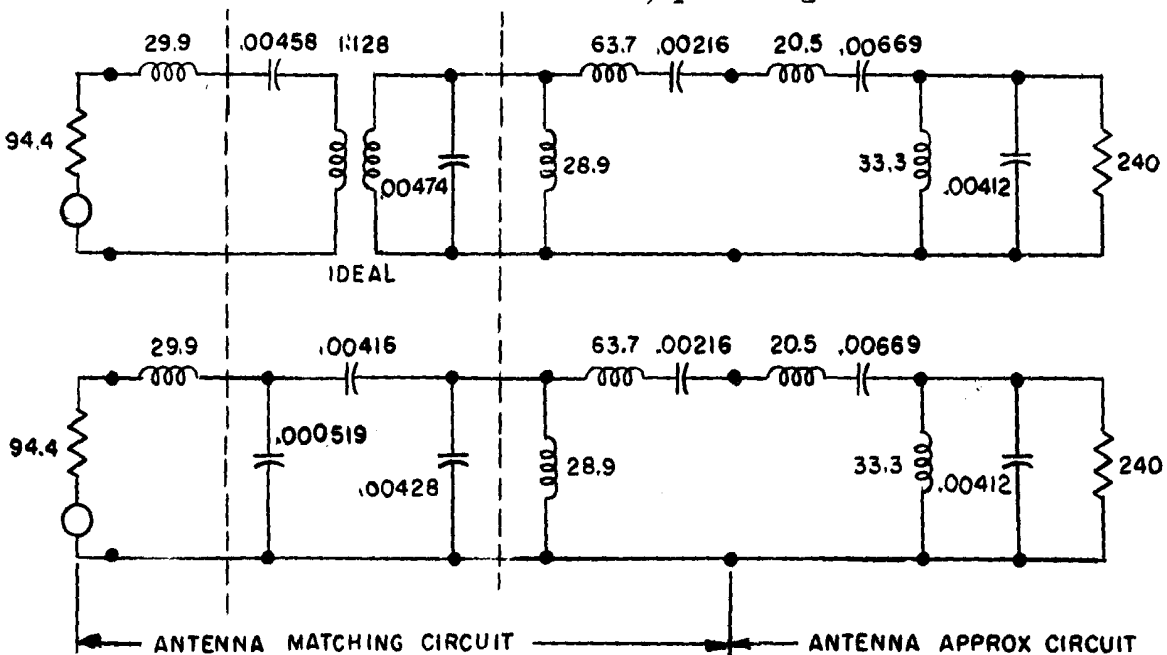 29.9 .00458 1:128 63.7 .00216 20.5 .00669
94.4 .00474 28.9 33.3 .00412 240
IDEAL
29.9 .00416 63.7 .00216 20.5 .00669
94.4 .000519 .00428 28.9 33.3 .00412 240
ANTENNA MATCHING CIRCUIT ANTENNA APPROX CIRCUIT